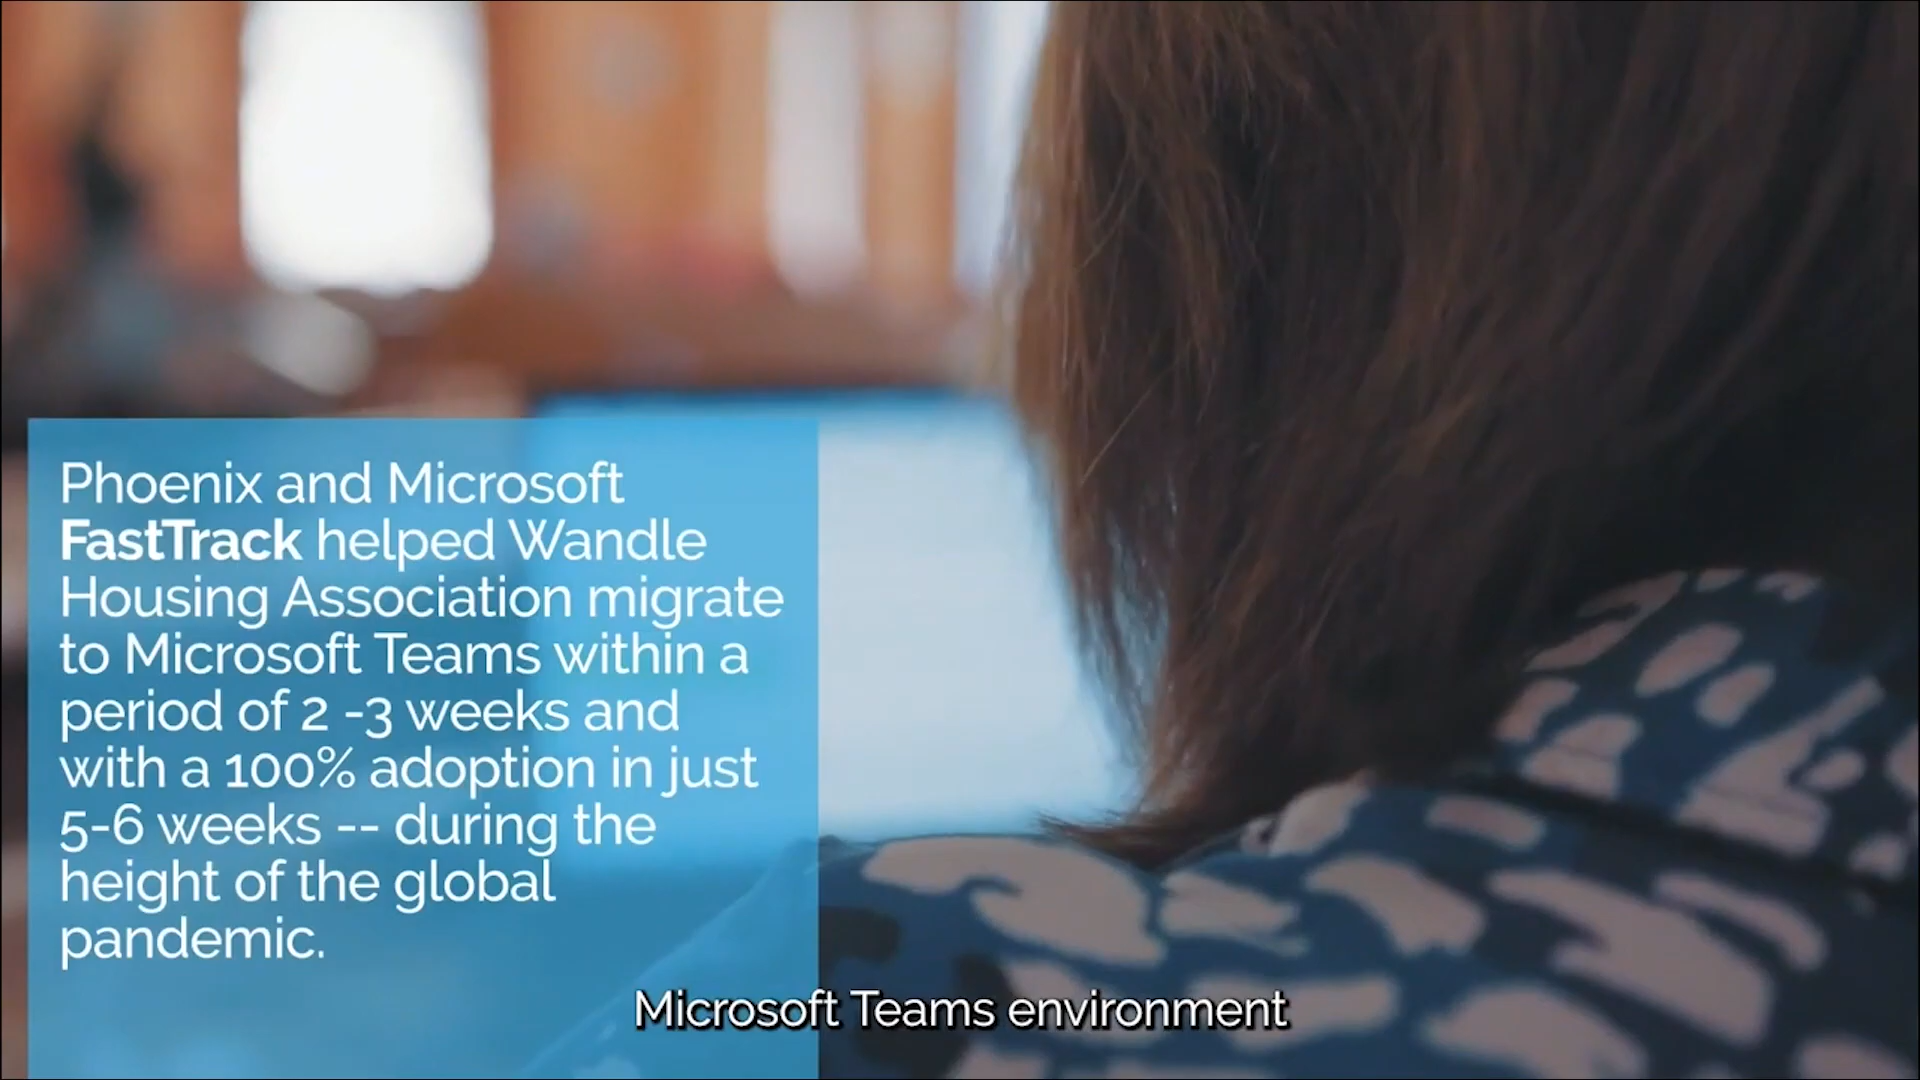 Phoenix and Microsoft
FastTrack helped Wandle
Housing Association migrate
to Microsoft Teams within a
period of 2 -3 weeks and
with a 100% adoption in just
5-6 weeks -- during the
height of the global
pandemic.
Microsoft Teams environment